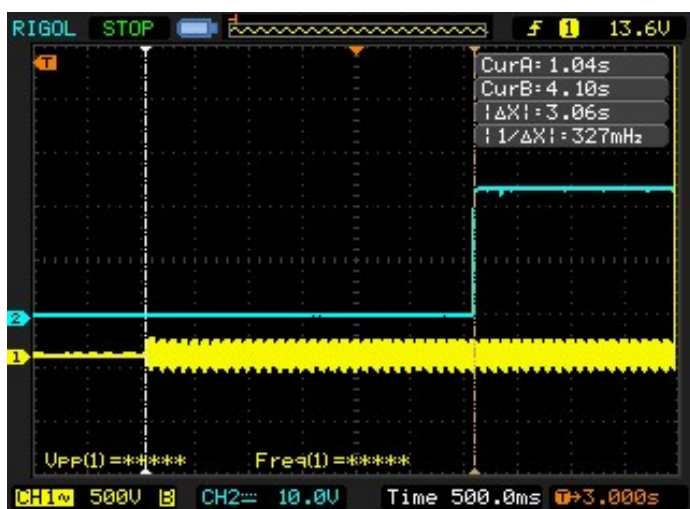 RIGOL STOP T f 1 13.6V
T
CurA=1.04s
CurB=4.10s
|ΔX|=3.06s
|1/ΔX|=327mHz
2
1
Vpp(1)=***** Freq(1)=*****
CH1~ 500V B CH2⎓ 10.0V Time 500.0ms T→3.000s